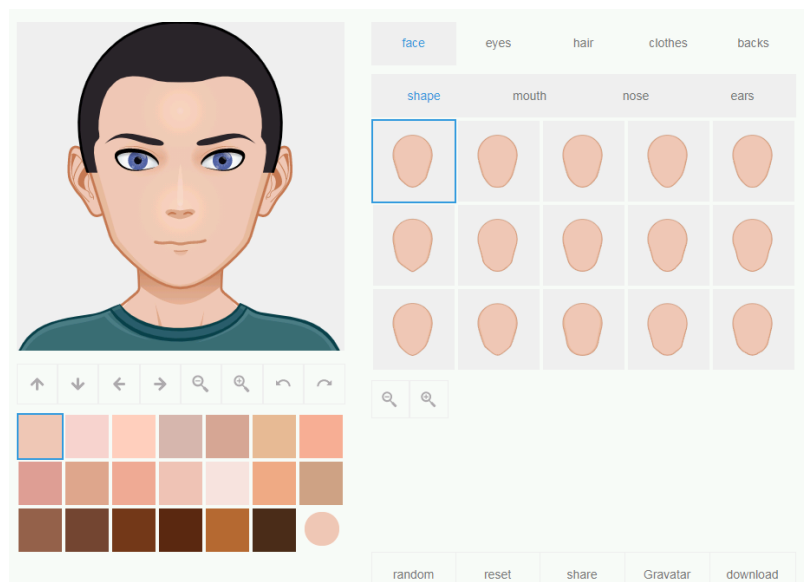 face eyes hair clothes backs
shape mouth nose ears
random reset share Gravatar download